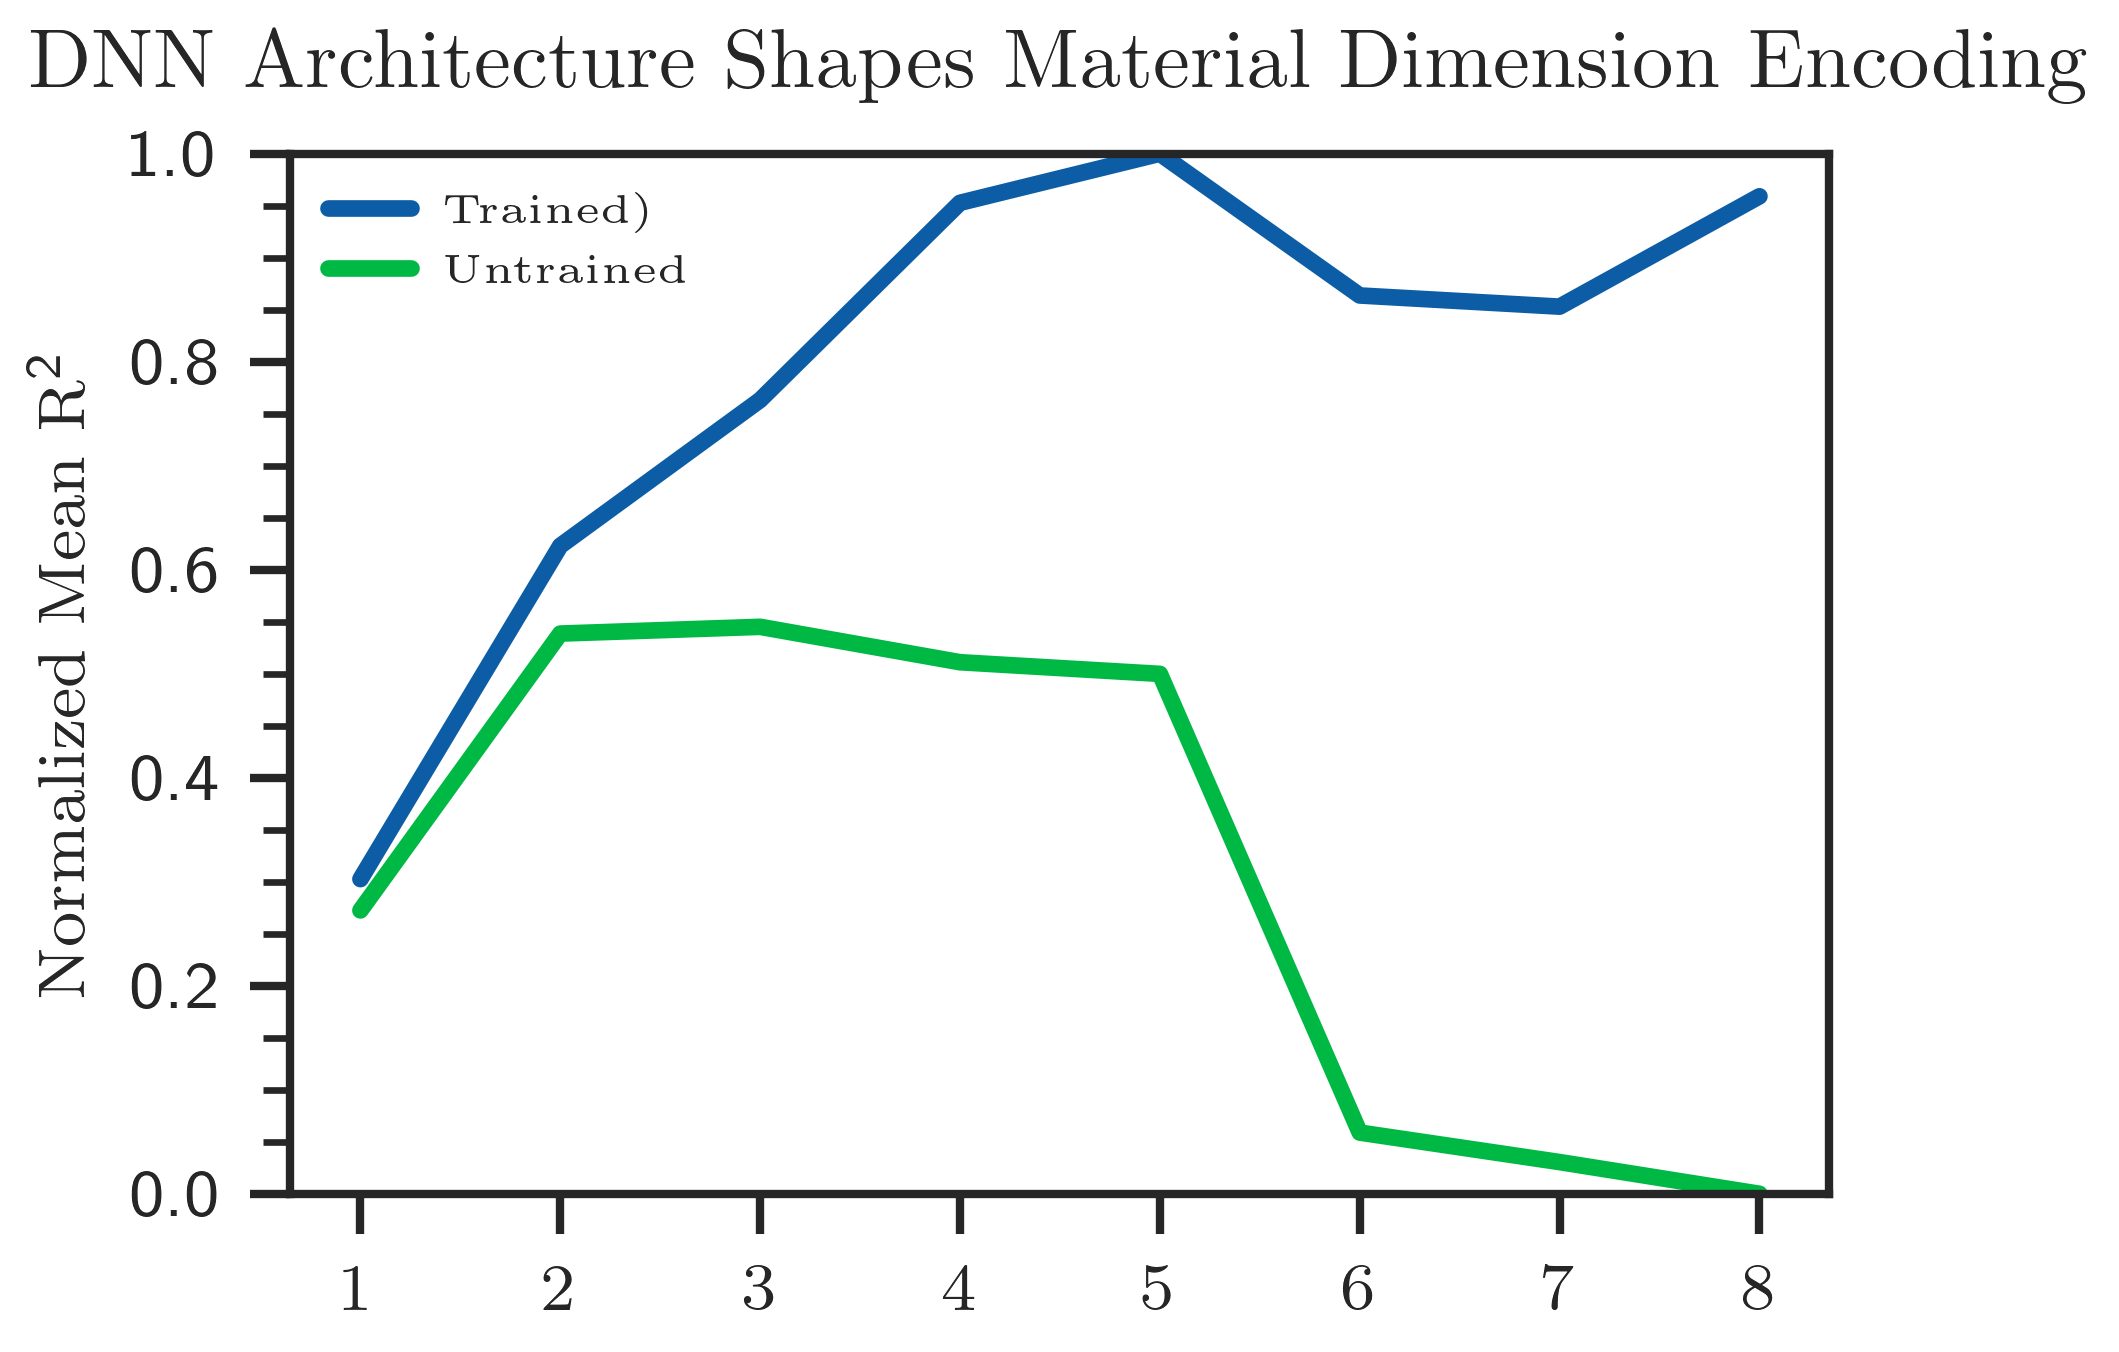 DNN Architecture Shapes Material Dimension Encoding
1.0
Trained)
Untrained
0.8
0.6
0.4
0.2
0.0
Normalized Mean R²
1 2 3 4 5 6 7 8